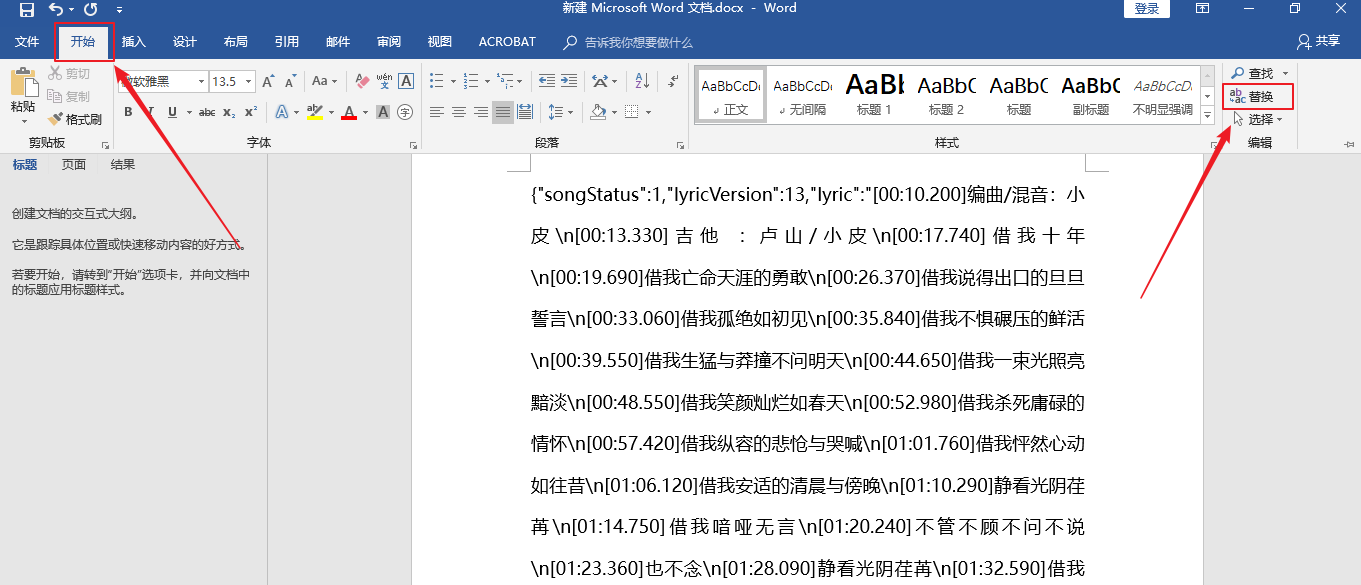 新建 Microsoft Word 文档.docx - Word
登录
文件 开始 插入 设计 布局 引用 邮件 审阅 视图 ACROBAT 告诉我你想要做什么 共享
粘贴
剪切
复制
格式刷
剪贴板
软雅黑 13.5 A A Aa wén 文 A
B I U abc x₂ x² A aby A A 字
字体
段落
AaBbCcDc AaBbCcDc AaBb AaBbC AaBbC AaBbC AaBbCcD.
正文 无间隔 标题 1 标题 2 标题 副标题 不明显强调
样式
查找
替换
选择
编辑
标题 页面 结果
创建文档的交互式大纲。
它是跟踪具体位置或快速移动内容的好方式。
若要开始，请转到"开始"选项卡，并向文档中
的标题应用标题样式。
{"songStatus":1,"lyricVersion":13,"lyric":"[00:10.200]编曲/混音：小
皮\n[00:13.330]吉他 ：卢山/小皮\n[00:17.740]借我十年
\n[00:19.690]借我亡命天涯的勇敢\n[00:26.370]借我说得出口的旦旦
誓言\n[00:33.060]借我孤绝如初见\n[00:35.840]借我不惧碾压的鲜活
\n[00:39.550]借我生猛与莽撞不问明天\n[00:44.650]借我一束光照亮
黯淡\n[00:48.550]借我笑颜灿烂如春天\n[00:52.980]借我杀死庸碌的
情怀\n[00:57.420]借我纵容的悲怆与哭喊\n[01:01.760]借我怦然心动
如往昔\n[01:06.120]借我安适的清晨与傍晚\n[01:10.290]静看光阴荏
苒\n[01:14.750]借我喑哑无言\n[01:20.240]不管不顾不问不说
\n[01:23.360]也不念\n[01:28.090]静看光阴荏苒\n[01:32.590]借我